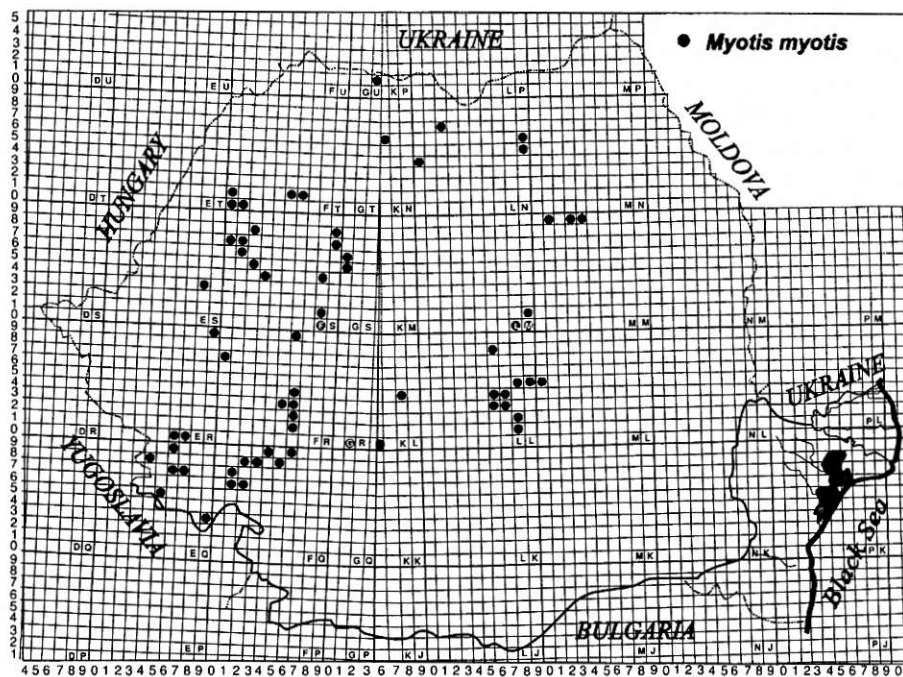 UKRAINE
● Myotis myotis
MOLDOVA
HUNGARY
DU EU FU GU KP LP MP
DT ET FT GT KN LN MN
DS ES FS GS KM LM MM NM PM
UKRAINE
DR ER FR GR KL LL ML NL PL
YUGOSLAVIA
Black Sea
DQ EQ FQ GQ KK LK MK NK PK
BULGARIA
DP EP FP GP KJ LJ MJ NJ PJ